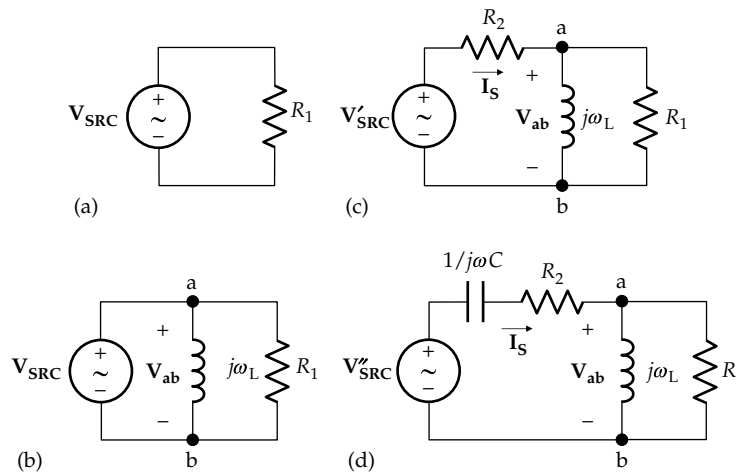 V_SRC
+
~
−
R₁
(a)
a
R₂
I_S
V′_SRC
+
~
−
+
V_ab
−
jω_L
R₁
b
(c)
a
V_SRC
+
~
−
+
V_ab
−
jω_L
R₁
b
(b)
1/jωC
R₂
a
I_S
V″_SRC
+
~
−
+
V_ab
−
jω_L
R
b
(d)